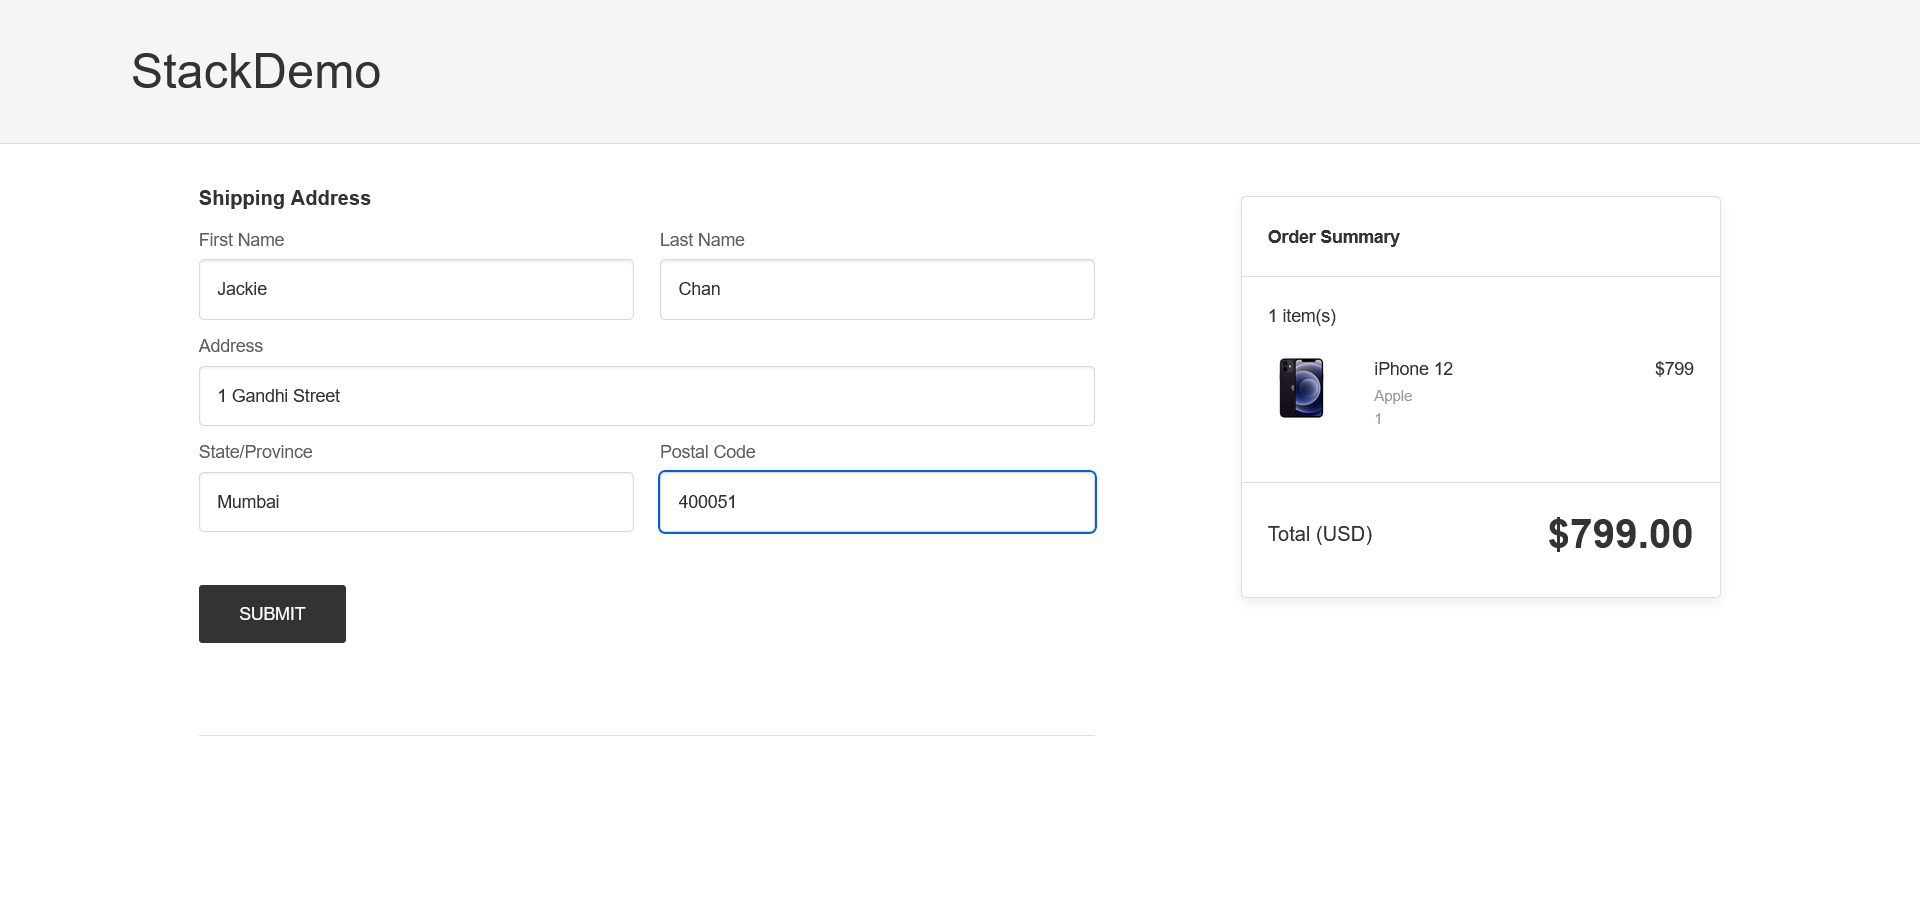 StackDemo
Shipping Address
First Name
Last Name
Jackie
Chan
Address
1 Gandhi Street
State/Province
Postal Code
Mumbai
400051
SUBMIT
Order Summary
1 item(s)
iPhone 12
$799
Apple
1
Total (USD)
$799.00